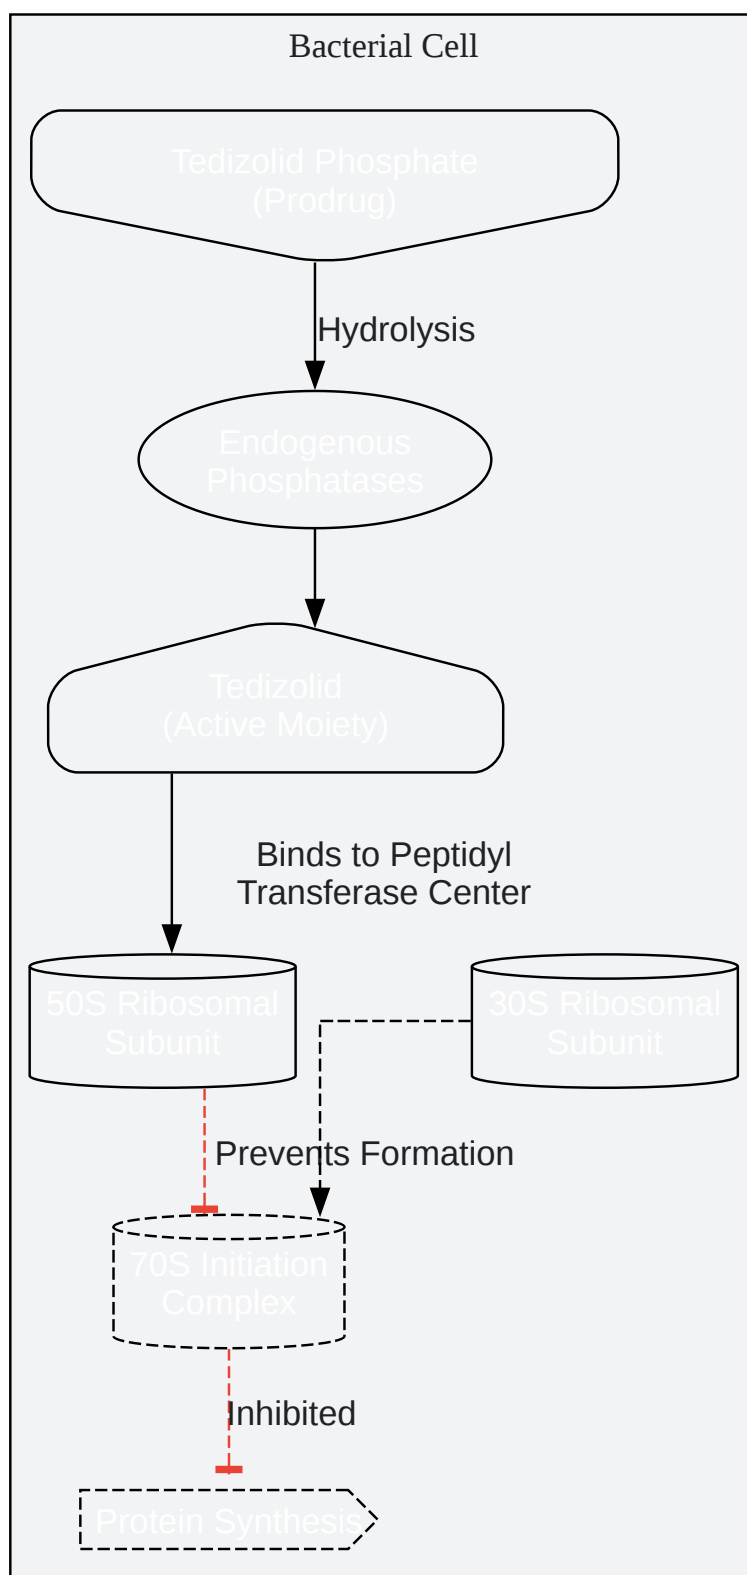 Bacterial Cell
Tedizolid Phosphate
(Prodrug)
Hydrolysis
Endogenous
Phosphatases
Tedizolid
(Active Moiety)
Binds to Peptidyl
Transferase Center
50S Ribosomal
Subunit
30S Ribosomal
Subunit
Prevents Formation
70S Initiation
Complex
Inhibited
Protein Synthesis